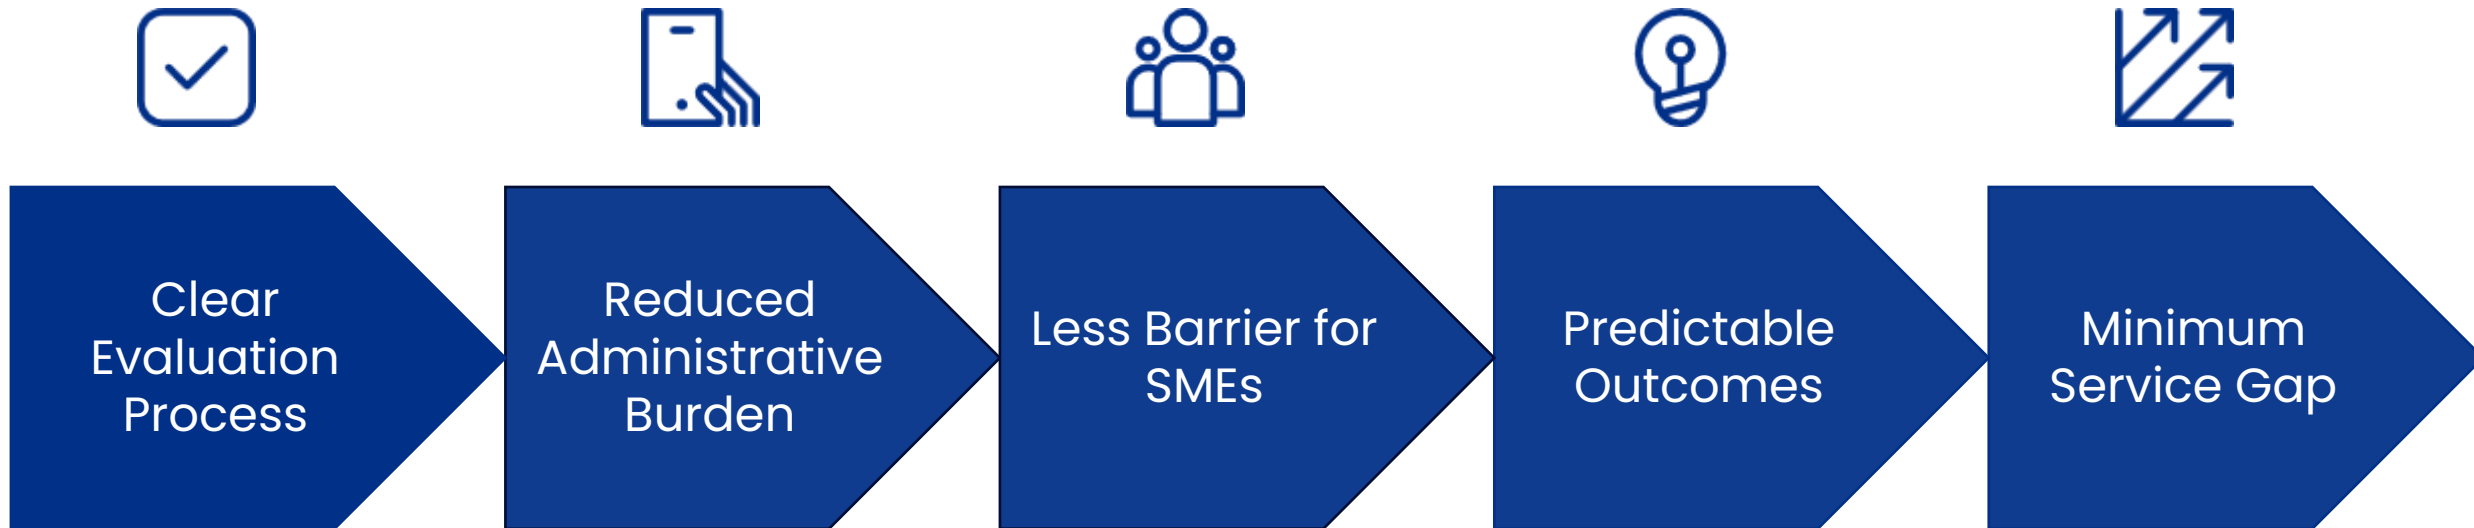 Clear
Evaluation
Process
Reduced
Administrative
Burden
Less Barrier for
SMEs
Predictable
Outcomes
Minimum
Service Gap